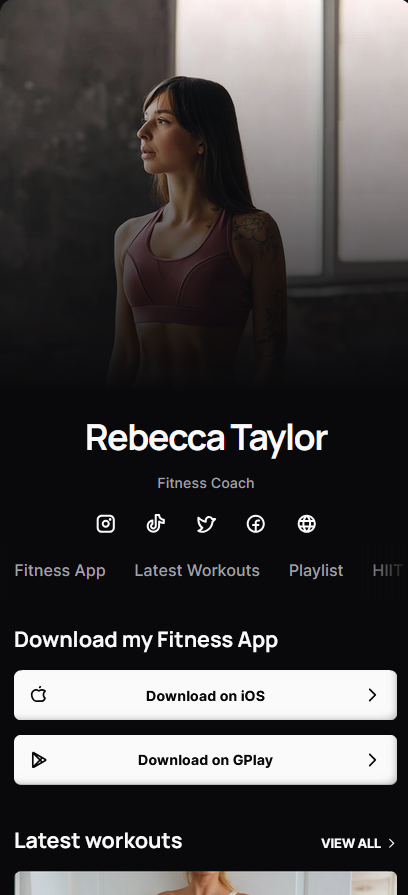 Rebecca Taylor
Fitness Coach
Fitness App Latest Workouts Playlist HIIT
Download my Fitness App
Download on iOS
Download on GPlay
Latest workouts VIEW ALL